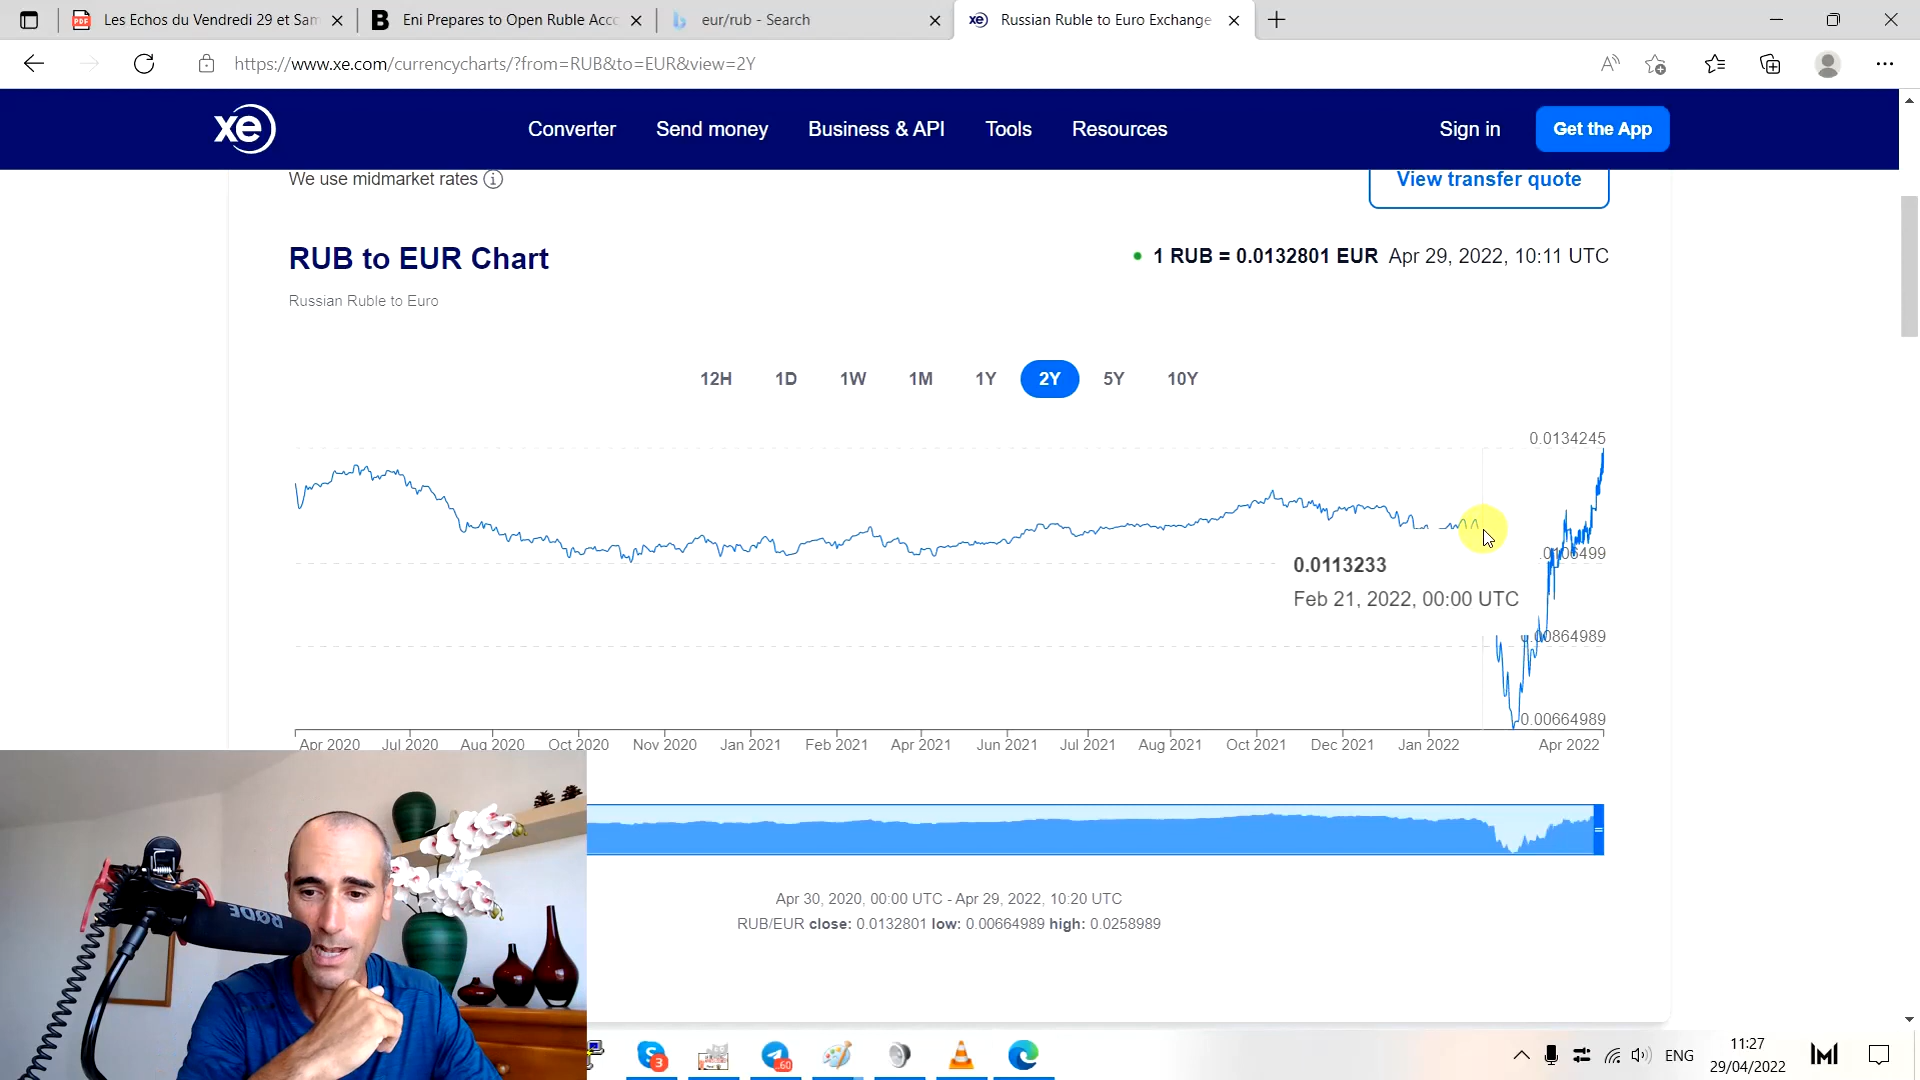 Les Echos du Vendredi 29 et Sam
Eni Prepares to Open Ruble Acco
eur/rub - Search
xe Russian Ruble to Euro Exchange
https://www.xe.com/currencycharts/?from=RUB&to=EUR&view=2Y
xe
Converter
Send money
Business & API
Tools
Resources
Sign in
Get the App
We use midmarket rates
View transfer quote
RUB to EUR Chart
1 RUB = 0.0132801 EUR Apr 29, 2022, 10:11 UTC
Russian Ruble to Euro
12H 1D 1W 1M 1Y 2Y 5Y 10Y
0.0134245
.0106499
0.0113233
Feb 21, 2022, 00:00 UTC
0.00864989
0.00664989
Apr 2020 Jul 2020 Aug 2020 Oct 2020 Nov 2020 Jan 2021 Feb 2021 Apr 2021 Jun 2021 Jul 2021 Aug 2021 Oct 2021 Dec 2021 Jan 2022 Apr 2022
Apr 30, 2020, 00:00 UTC - Apr 29, 2022, 10:20 UTC
RUB/EUR close: 0.0132801 low: 0.00664989 high: 0.0258989
RØDE
3
60
ENG
11:27
29/04/2022